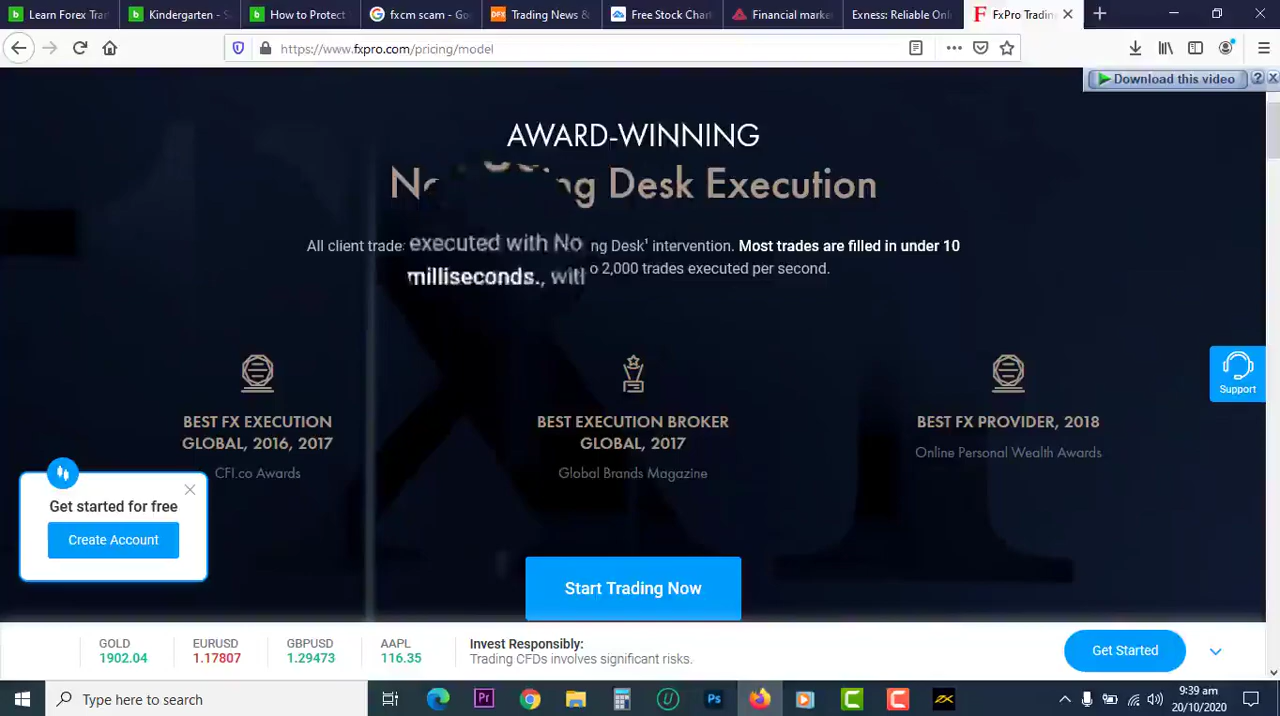 Learn Forex Tra
Kindergarten - S
How to Protect
fxcm scam - Go
Trading News &
Free Stock Char
Financial marke
Exness: Reliable Onli
FxPro Trading
https://www.fxpro.com/pricing/model
Download this video
AWARD-WINNING
Desk Execution
All client trade executed with No ng Desk¹ intervention. Most trades are filled in under 10
milliseconds., with o 2,000 trades executed per second.
Support
BEST FX EXECUTION
GLOBAL, 2016, 2017
CFI.co Awards
BEST EXECUTION BROKER
GLOBAL, 2017
Global Brands Magazine
BEST FX PROVIDER, 2018
Online Personal Wealth Awards
Get started for free
Create Account
Start Trading Now
GOLD
1902.04
EURUSD
1.17807
GBPUSD
1.29473
AAPL
116.35
Invest Responsibly:
Trading CFDs involves significant risks.
Get Started
Type here to search
Pr
Ps
9:39 am
20/10/2020